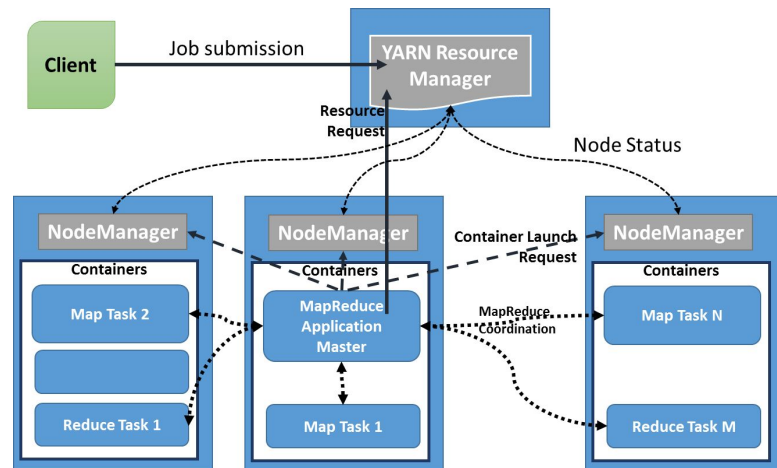 Client
Job submission
YARN Resource
Manager
Resource
Request
Node Status
NodeManager
NodeManager
Container Launch
Request
NodeManager
Containers
Map Task 2
Reduce Task 1
Containers
MapReduce
Application
Master
Map Task 1
MapReduce
Coordination
Containers
Map Task N
Reduce Task M